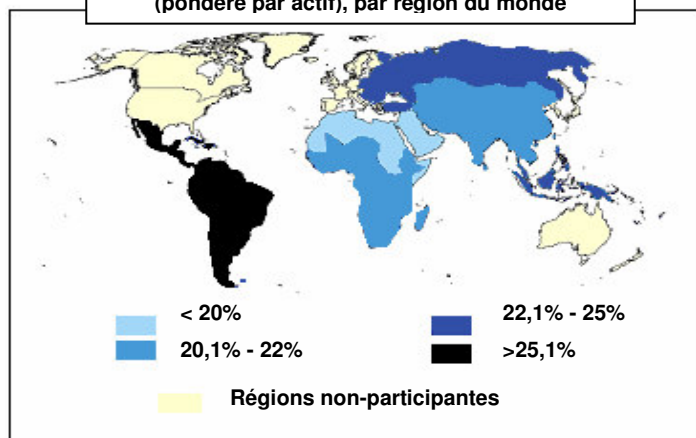 (pondéré par actif), par région du monde
< 20%
22,1% - 25%
20,1% - 22%
>25,1%
Régions non-participantes